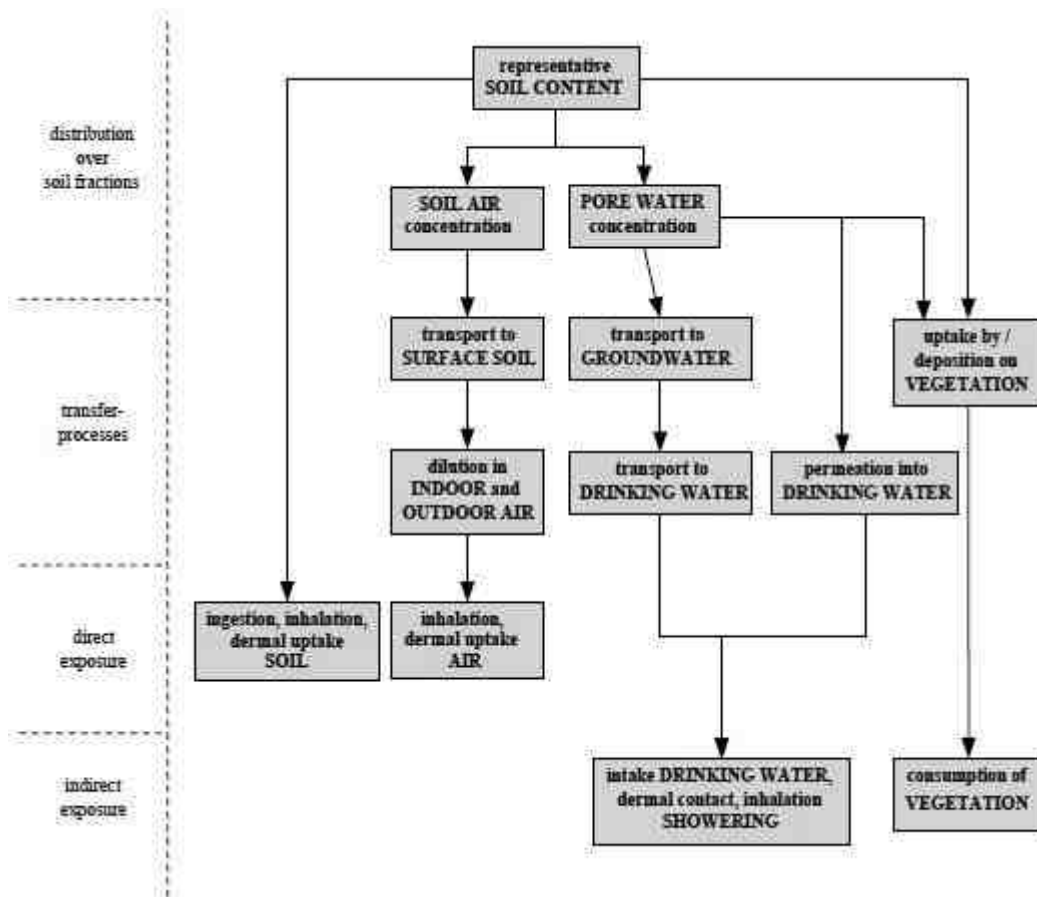 representative
SOIL CONTENT
distribution
over
soil fractions
SOIL AIR
concentration
PORE WATER
concentration
transport to
SURFACE SOIL
transport to
GROUNDWATER
uptake by /
deposition on
VEGETATION
transfer-
processes
dilution in
INDOOR and
OUTDOOR AIR
transport to
DRINKING WATER
permeation into
DRINKING WATER
direct
exposure
ingestion, inhalation,
dermal uptake
SOIL
inhalation,
dermal uptake
AIR
indirect
exposure
intake DRINKING WATER,
dermal contact, inhalation
SHOWERING
consumption of
VEGETATION